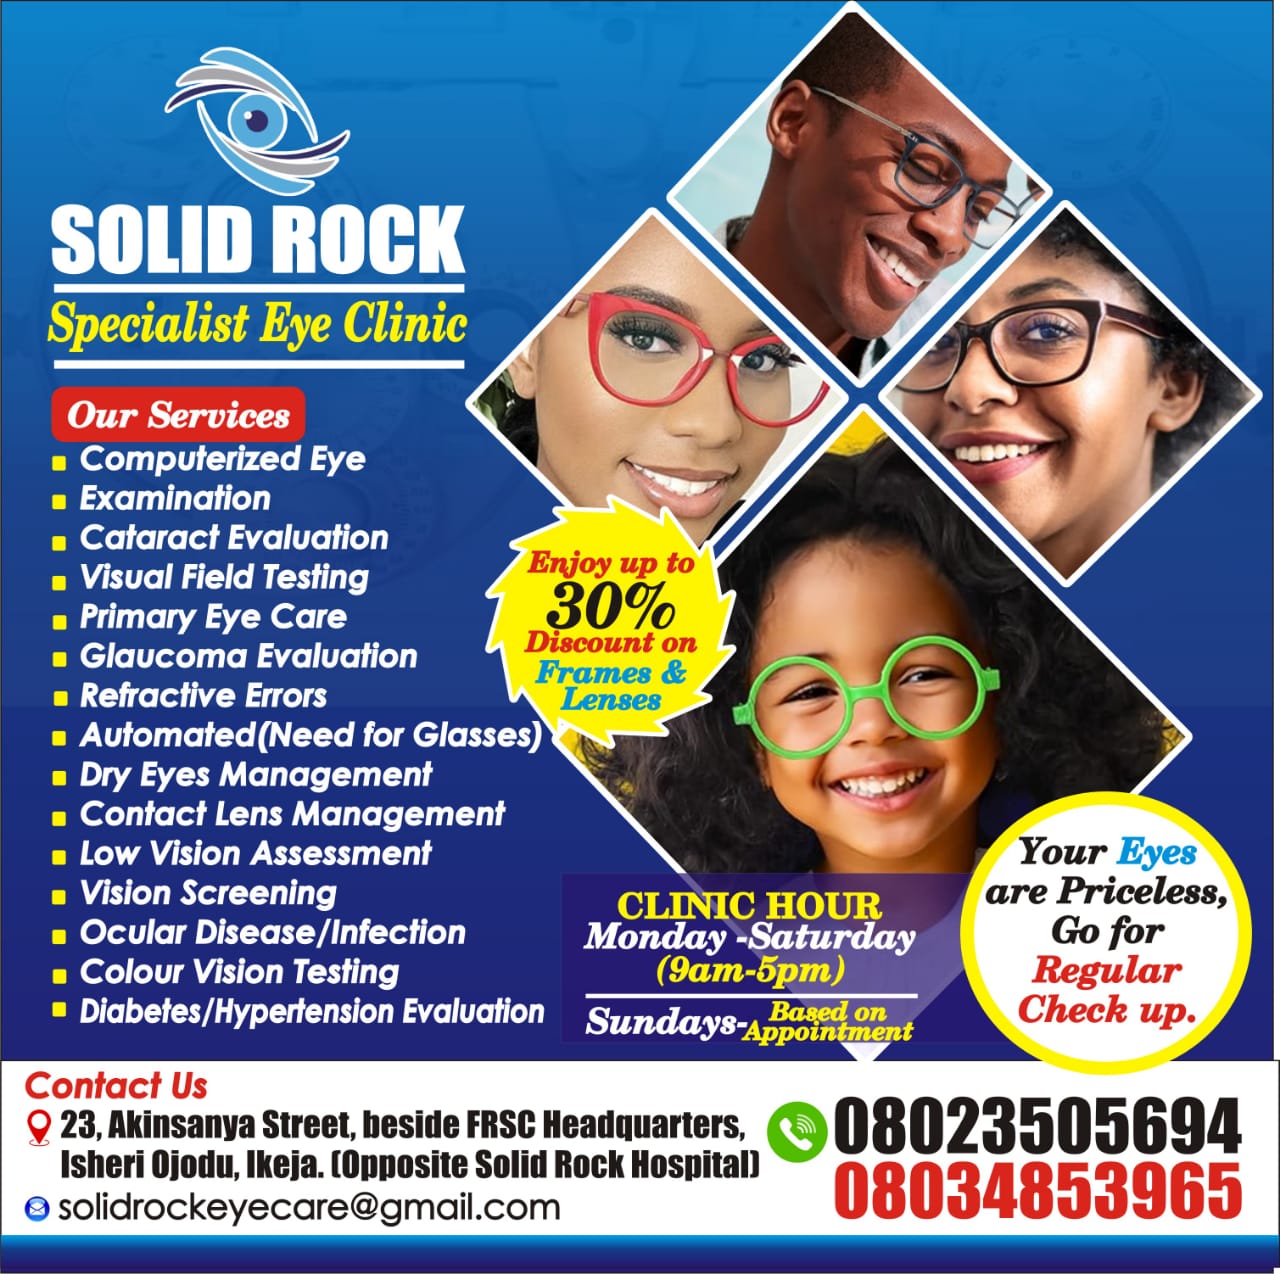 SOLID ROCK
Specialist Eye Clinic
Our Services
Computerized Eye
Examination
Cataract Evaluation
Visual Field Testing
Primary Eye Care
Glaucoma Evaluation
Refractive Errors
Automated(Need for Glasses)
Dry Eyes Management
Contact Lens Management
Low Vision Assessment
Vision Screening
Ocular Disease/Infection
Colour Vision Testing
Diabetes/Hypertension Evaluation
Enjoy up to
30%
Discount on
Frames &
Lenses
CLINIC HOUR
Monday -Saturday
(9am-5pm)
Sundays- Based on
Appointment
Your Eyes
are Priceless,
Go for
Regular
Check up.
Contact Us
23, Akinsanya Street, beside FRSC Headquarters,
Isheri Ojodu, Ikeja. (Opposite Solid Rock Hospital)
solidrockeyecare@gmail.com
08023505694
08034853965